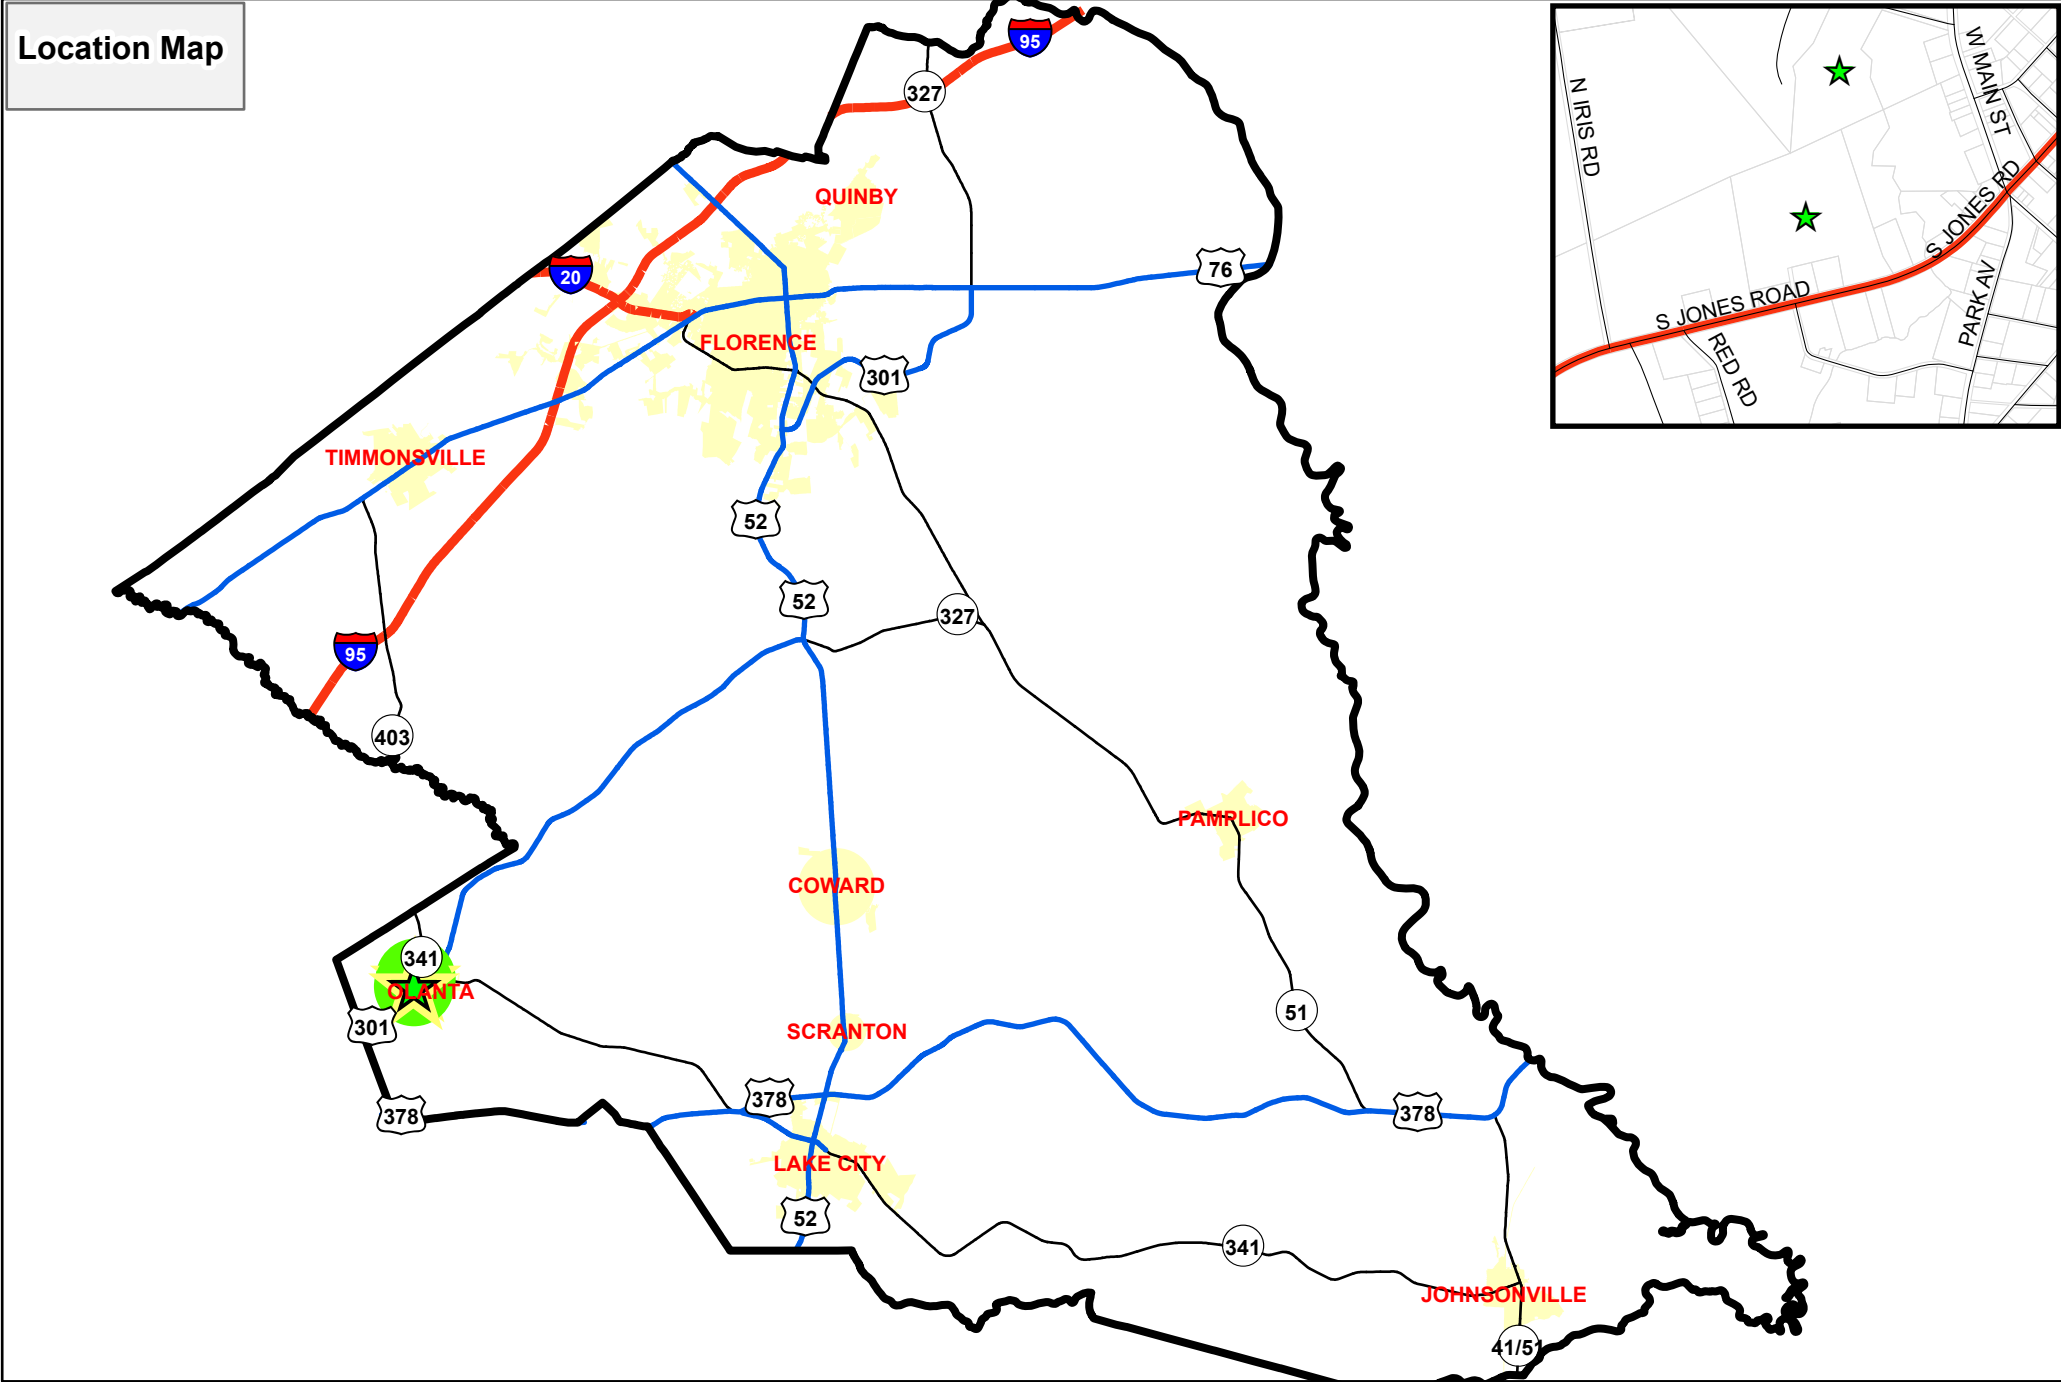 Location Map
95
327
QUINBY
20
76
FLORENCE
301
TIMMONSVILLE
52
52
327
95
403
PAMPLICO
COWARD
341
OLANTA
301
51
SCRANTON
378
378
378
LAKE CITY
52
341
JOHNSONVILLE
41/51
N IRIS RD
W MAIN ST
S JONES RD
S JONES ROAD
RED RD
PARK AV